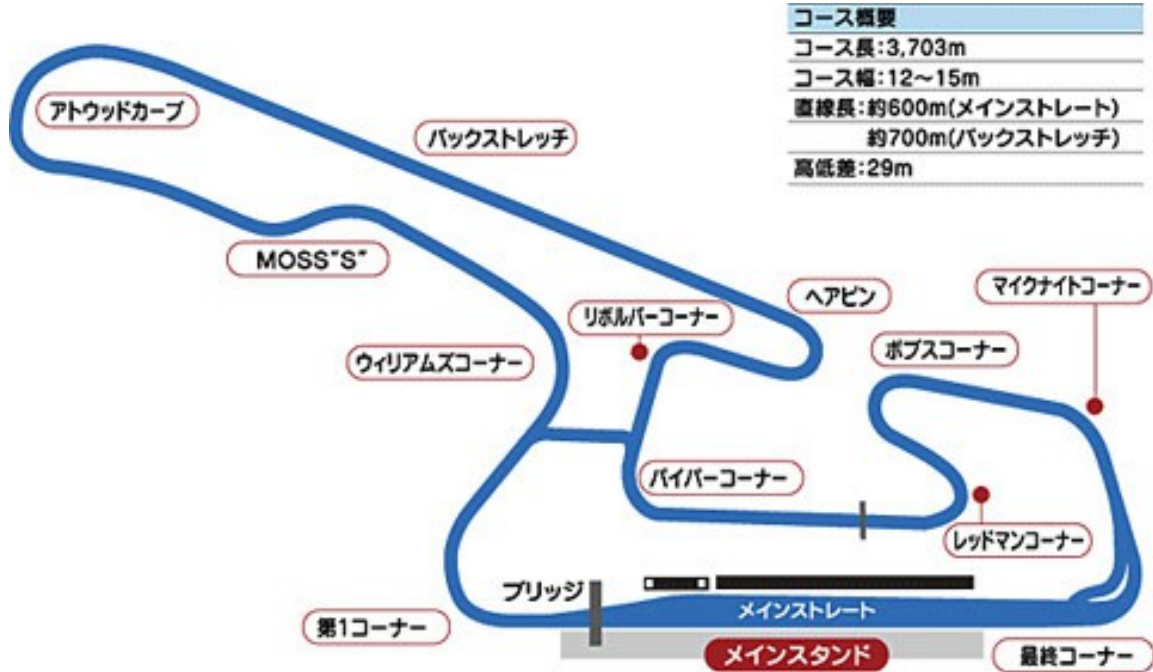 コース概要
コース長:3,703m
コース幅:12～15m
直線長:約600m(メインストレート)
約700m(バックストレッチ)
高低差:29m
アトウッドカーブ
バックストレッチ
MOSS"S"
ヘアピン
マイクナイトコーナー
リボルバーコーナー
ウィリアムズコーナー
ボブスコーナー
バイパーコーナー
レッドマンコーナー
ブリッジ
メインストレート
第1コーナー
メインスタンド
最終コーナー